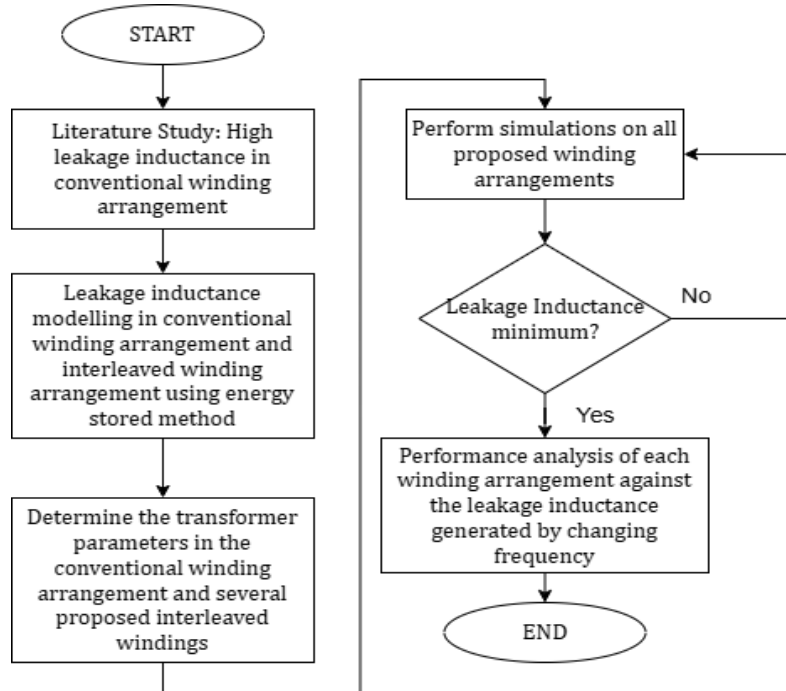 START
Literature Study: High
leakage inductance in
conventional winding
arrangement
Leakage inductance
modelling in conventional
winding arrangement and
interleaved winding
arrangement using energy
stored method
Determine the transformer
parameters in the
conventional winding
arrangement and several
proposed interleaved
windings
Perform simulations on all
proposed winding
arrangements
Leakage Inductance
minimum?
No
Yes
Performance analysis of each
winding arrangement against
the leakage inductance
generated by changing
frequency
END